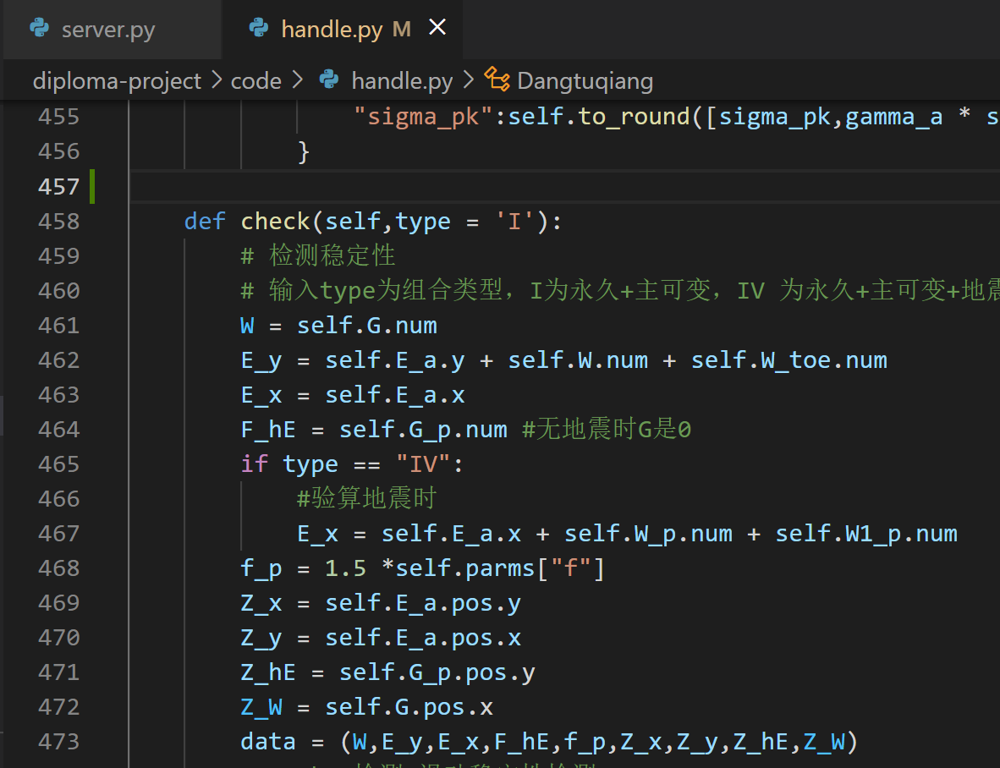 server.py
handle.py M
diploma-project > code > handle.py > Dangtuqiang
455 "sigma_pk":self.to_round([sigma_pk,gamma_a * s
456 }
457
458 def check(self,type = 'I'):
459 # 检测稳定性
460 # 输入type为组合类型，I为永久+主可变，IV 为永久+主可变+地震
461 W = self.G.num
462 E_y = self.E_a.y + self.W.num + self.W_toe.num
463 E_x = self.E_a.x
464 F_hE = self.G_p.num #无地震时G是0
465 if type == "IV":
466 #验算地震时
467 E_x = self.E_a.x + self.W_p.num + self.W1_p.num
468 f_p = 1.5 *self.parms["f"]
469 Z_x = self.E_a.pos.y
470 Z_y = self.E_a.pos.x
471 Z_hE = self.G_p.pos.y
472 Z_W = self.G.pos.x
473 data = (W,E_y,E_x,F_hE,f_p,Z_x,Z_y,Z_hE,Z_W)